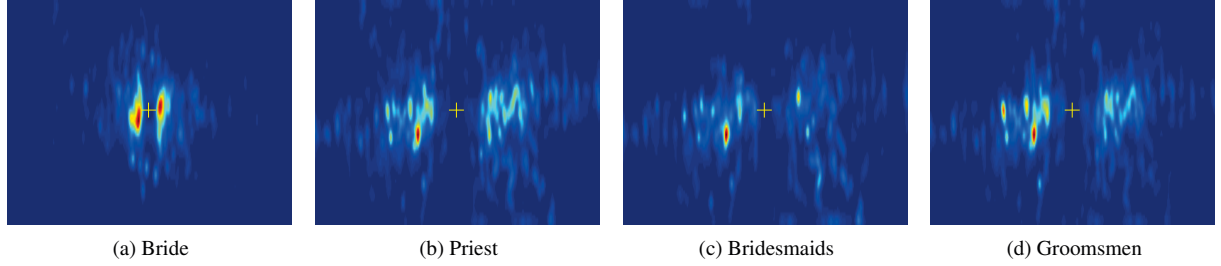 (a) Bride
(b) Priest
(c) Bridesmaids
(d) Groomsmen